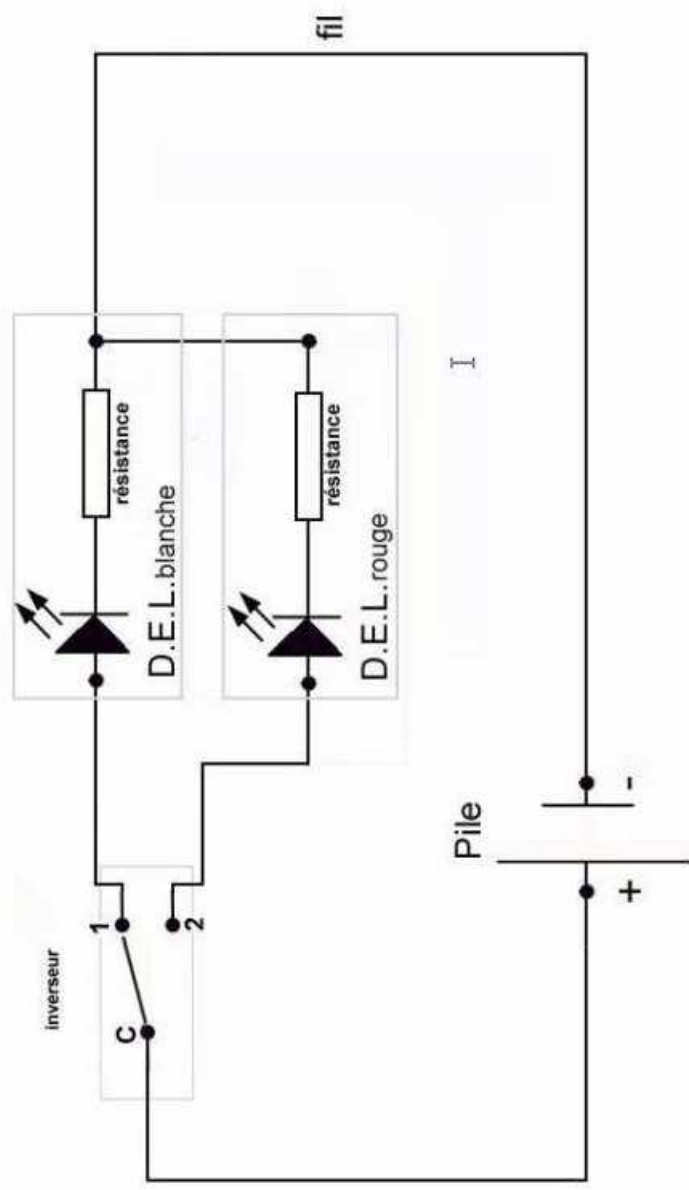 inverseur
C
1
2
D.E.L.blanche
résistance
D.E.L.rouge
résistance
fil
Pile
+
-